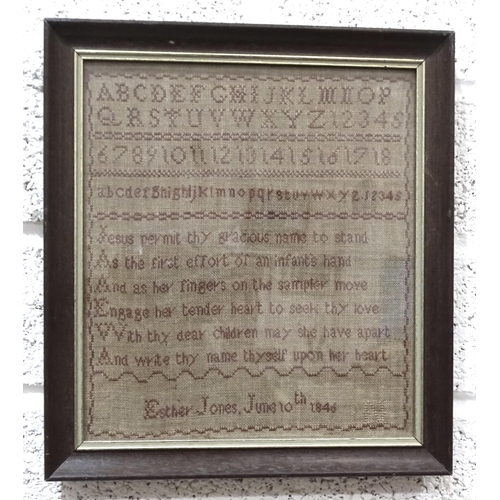 ABCDEFGHIJKLMNOP
QRSTUVWXYZ12345
6789101112131415161718
abcdefghijklmnopqrstuvwxyz12345
Jesus permit thy gracious name to stand
As the first effort of an infants hand
And as her fingers on the sampler move
Engage her tender heart to seek thy love
With thy dear children may she have apart
And write thy name thyself upon her heart
Esther Jones, June 10th 1846